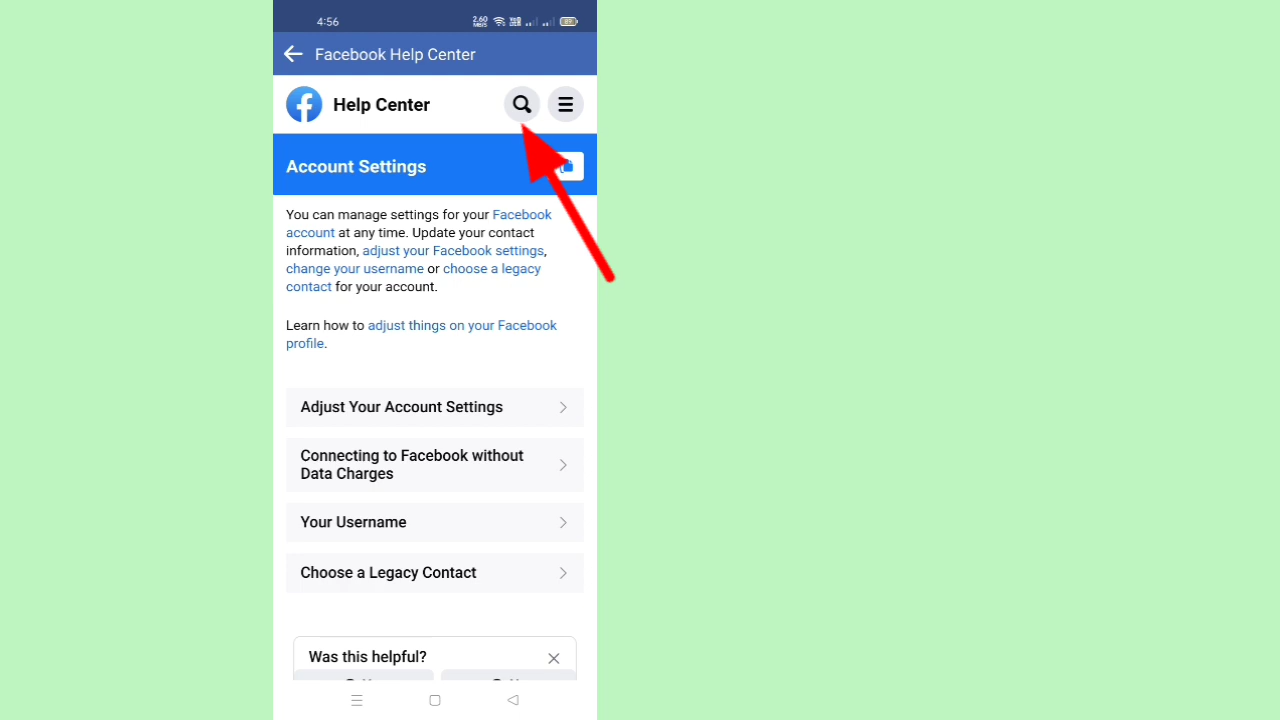 4:56
2.60
Facebook Help Center
Help Center
Account Settings
You can manage settings for your Facebook
account at any time. Update your contact
information, adjust your Facebook settings,
change your username or choose a legacy
contact for your account.
Learn how to adjust things on your Facebook
profile.
Adjust Your Account Settings
Connecting to Facebook without
Data Charges
Your Username
Choose a Legacy Contact
Was this helpful?